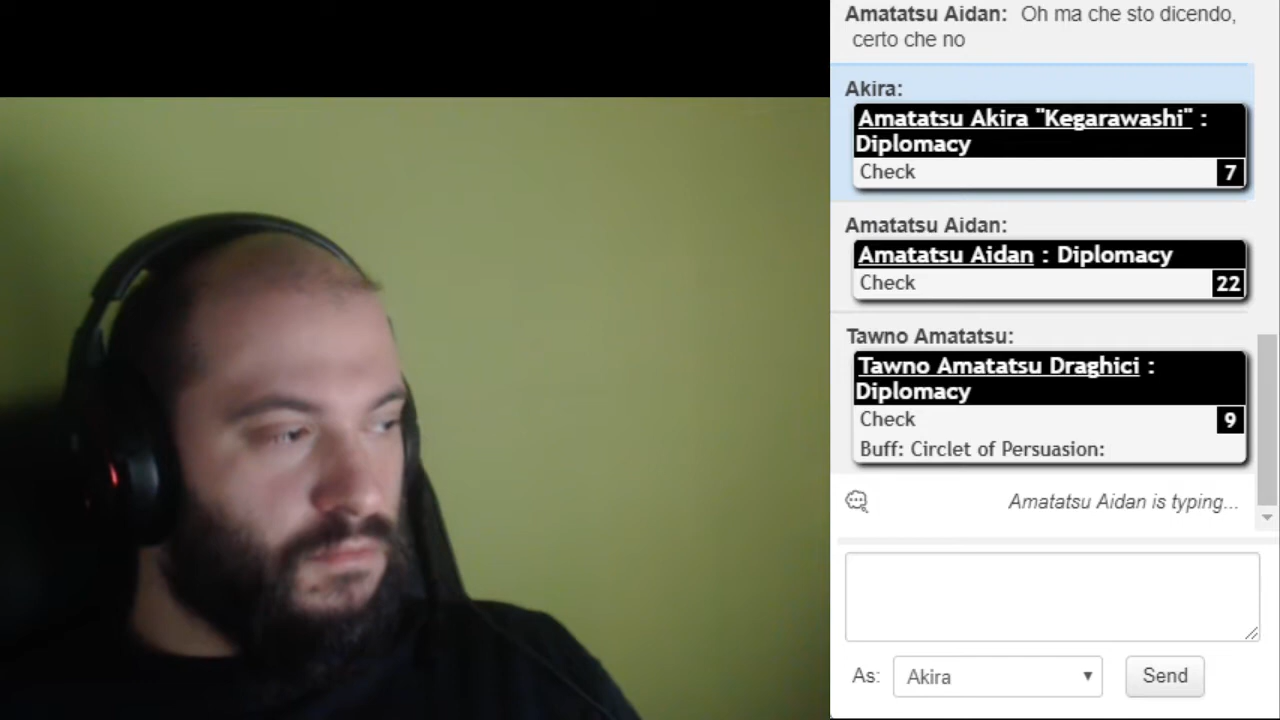 Amatatsu Aidan: Oh ma che sto dicendo,
certo che no
Akira:
Amatatsu Akira "Kegarawashi" :
Diplomacy
Check 7
Amatatsu Aidan:
Amatatsu Aidan : Diplomacy
Check 22
Tawno Amatatsu:
Tawno Amatatsu Draghici :
Diplomacy
Check 9
Buff: Circlet of Persuasion:
Amatatsu Aidan is typing...
As: Akira Send